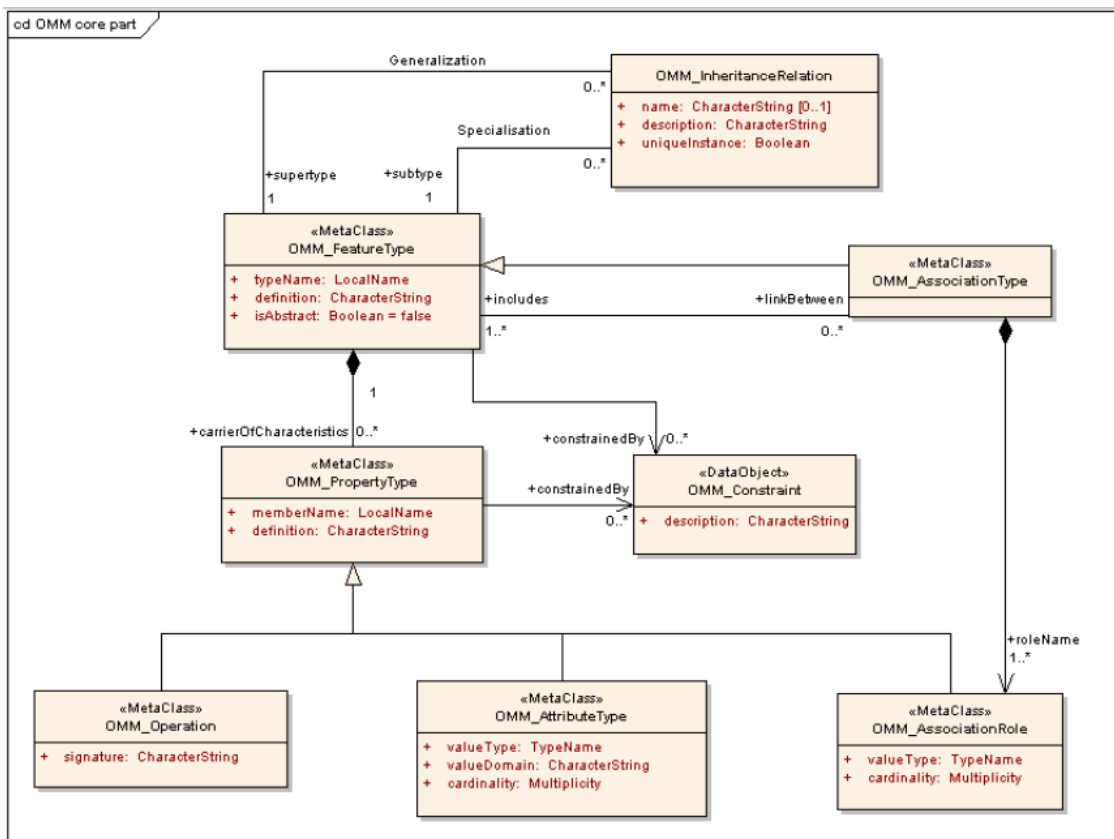 cd OMM core part
Generalization
0..*
OMM_InheritanceRelation
+ name: CharacterString [0..1]
+ description: CharacterString
+ uniqueInstance: Boolean
Specialisation
0..*
+supertype
1
+subtype
1
«MetaClass»
OMM_FeatureType
+ typeName: LocalName
+ definition: CharacterString
+ isAbstract: Boolean = false
«MetaClass»
OMM_AssociationType
+includes
1..*
+linkBetween
0..*
1
+carrierOfCharacteristics 0..*
+constrainedBy 0..*
«MetaClass»
OMM_PropertyType
+ memberName: LocalName
+ definition: CharacterString
+constrainedBy
0..*
«DataObject»
OMM_Constraint
+ description: CharacterString
+roleName
1..*
«MetaClass»
OMM_Operation
+ signature: CharacterString
«MetaClass»
OMM_AttributeType
+ valueType: TypeName
+ valueDomain: CharacterString
+ cardinality: Multiplicity
«MetaClass»
OMM_AssociationRole
+ valueType: TypeName
+ cardinality: Multiplicity